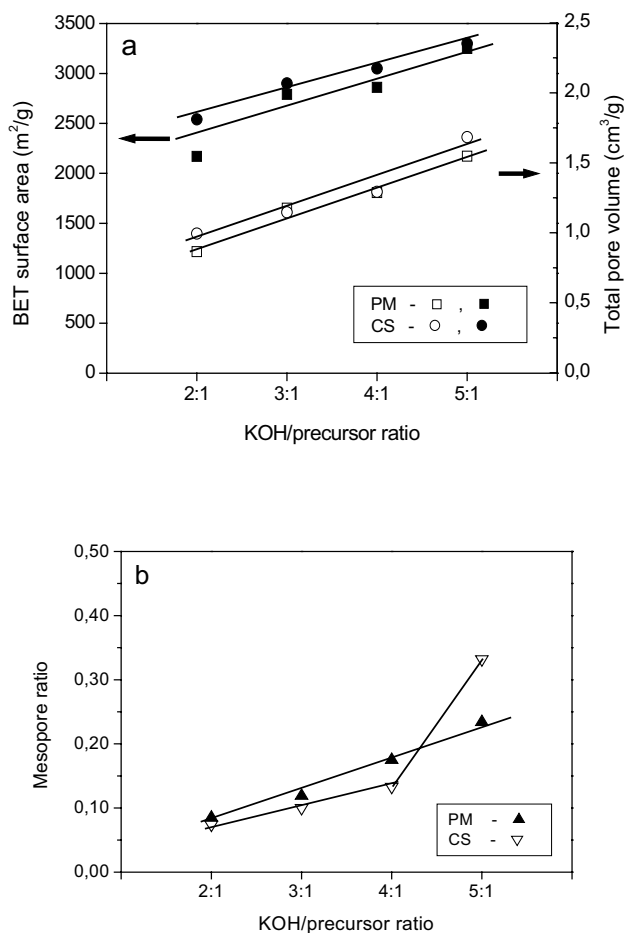 a
3500
3000
2500
2000
1500
1000
500
0
BET surface area (m²/g)
2,5
2,0
1,5
1,0
0,5
0,0
Total pore volume (cm³/g)
PM - □ , ■
CS - ○ , ●
2:1 3:1 4:1 5:1
KOH/precursor ratio
b
0,50
0,40
0,30
0,20
0,10
0,00
Mesopore ratio
PM - ▲
CS - ▽
2:1 3:1 4:1 5:1
KOH/precursor ratio